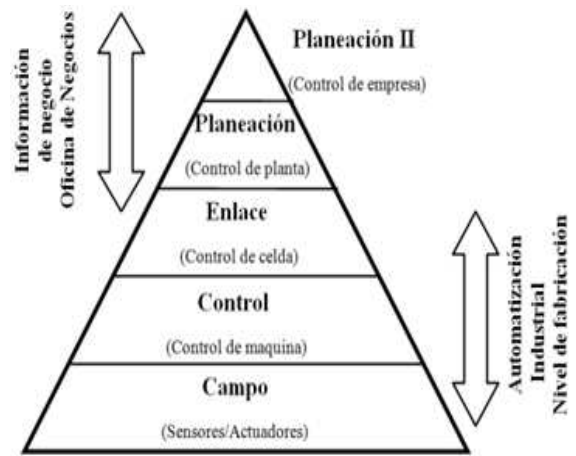 Planeación II
(Control de empresa)
Planeación
(Control de planta)
Enlace
(Control de celda)
Control
(Control de maquina)
Campo
(Sensores/Actuadores)
Información
de negocio
Oficina de Negocios
Automatización
Industrial
Nivel de fabricación